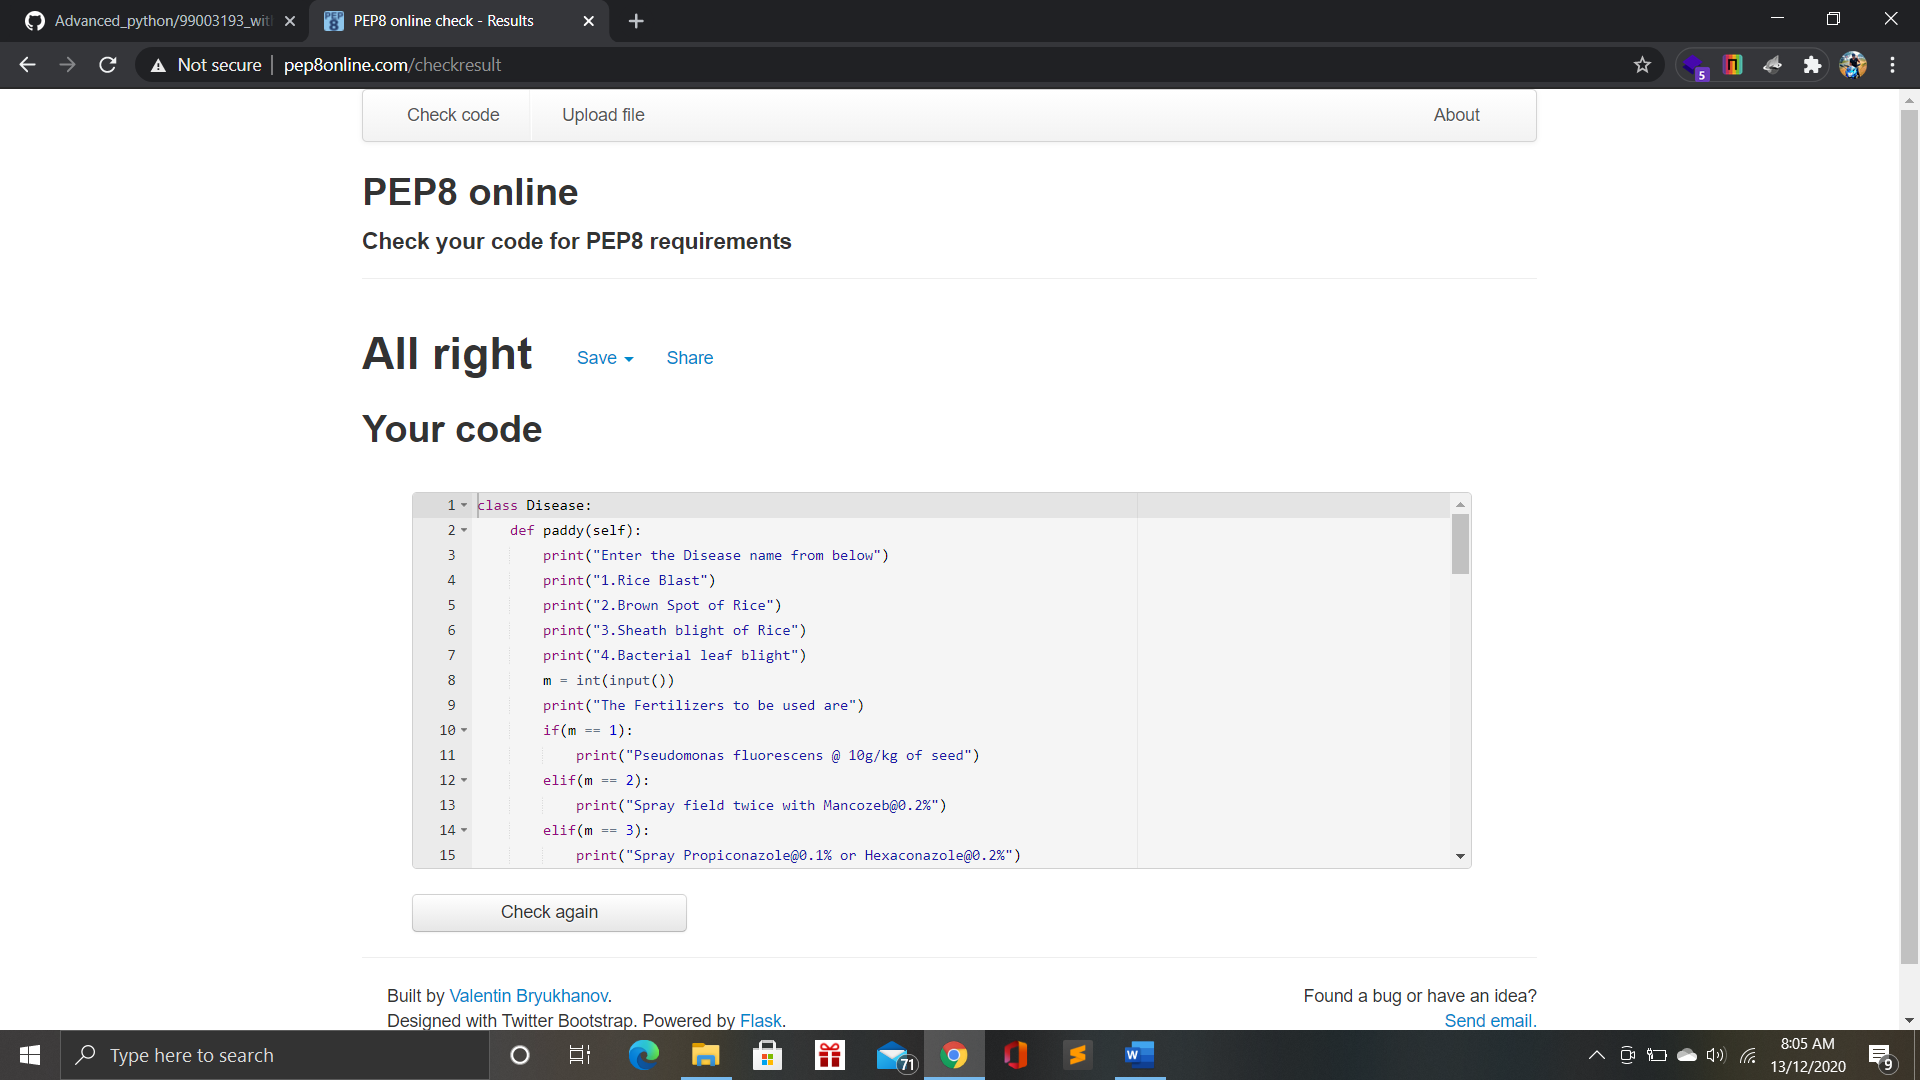 Advanced_python/99003193_wit
PEP8 online check - Results
Not secure
pep8online.com/checkresult
5
Check code
Upload file
About
PEP8 online
Check your code for PEP8 requirements
All right
Save
Share
Your code
1 class Disease:
2 def paddy(self):
3 print("Enter the Disease name from below")
4 print("1.Rice Blast")
5 print("2.Brown Spot of Rice")
6 print("3.Sheath blight of Rice")
7 print("4.Bacterial leaf blight")
8 m = int(input())
9 print("The Fertilizers to be used are")
10 if(m == 1):
11 print("Pseudomonas fluorescens @ 10g/kg of seed")
12 elif(m == 2):
13 print("Spray field twice with Mancozeb@0.2%")
14 elif(m == 3):
15 print("Spray Propiconazole@0.1% or Hexaconazole@0.2%")
Check again
Built by Valentin Bryukhanov.
Found a bug or have an idea?
Designed with Twitter Bootstrap. Powered by Flask.
Send email.
Type here to search
71
8:05 AM
13/12/2020
9